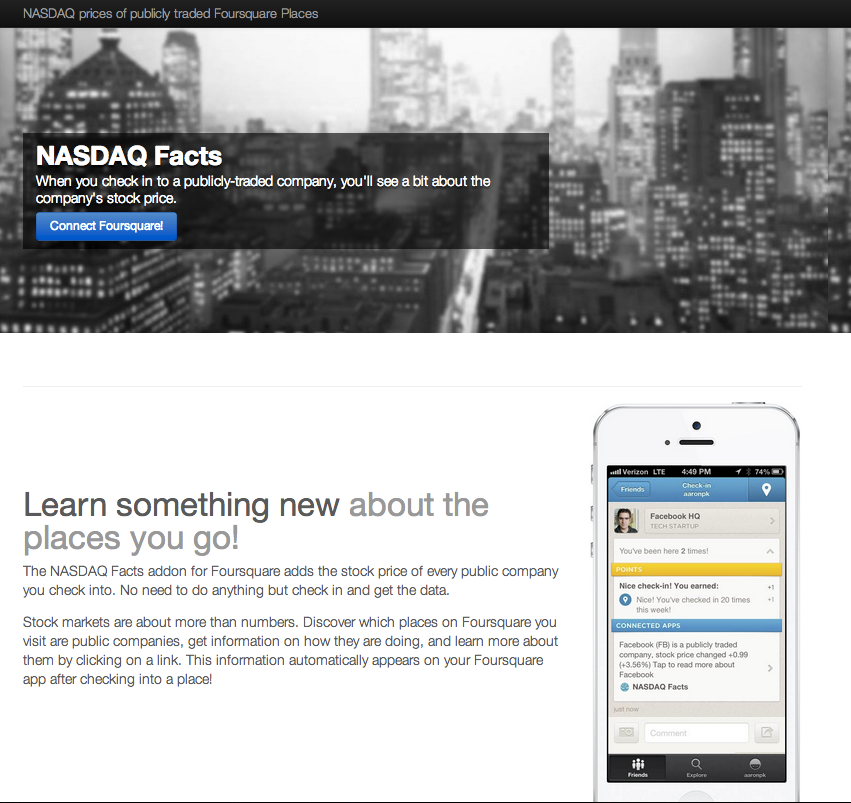 NASDAQ prices of publicly traded Foursquare Places
NASDAQ Facts
When you check in to a publicly-traded company, you'll see a bit about the
company's stock price.
Connect Foursquare!
Learn something new about the
places you go!
The NASDAQ Facts addon for Foursquare adds the stock price of every public company
you check into. No need to do anything but check in and get the data.
Stock markets are about more than numbers. Discover which places on Foursquare you
visit are public companies, get information on how they are doing, and learn more about
them by clicking on a link. This information automatically appears on your Foursquare
app after checking into a place!
Verizon LTE 4:49 PM 74%
Friends
Check-in
aaronpk
Facebook HQ
TECH STARTUP
You've been here 2 times!
POINTS
Nice check-in! You earned: +1
Nice! You've checked in 20 times +1
this week!
CONNECTED APPS
Facebook (FB) is a publicly traded
company, stock price changed +0.99
(+3.56%) Tap to read more about
Facebook
NASDAQ Facts
just now
Comment
Friends Explore aaronpk